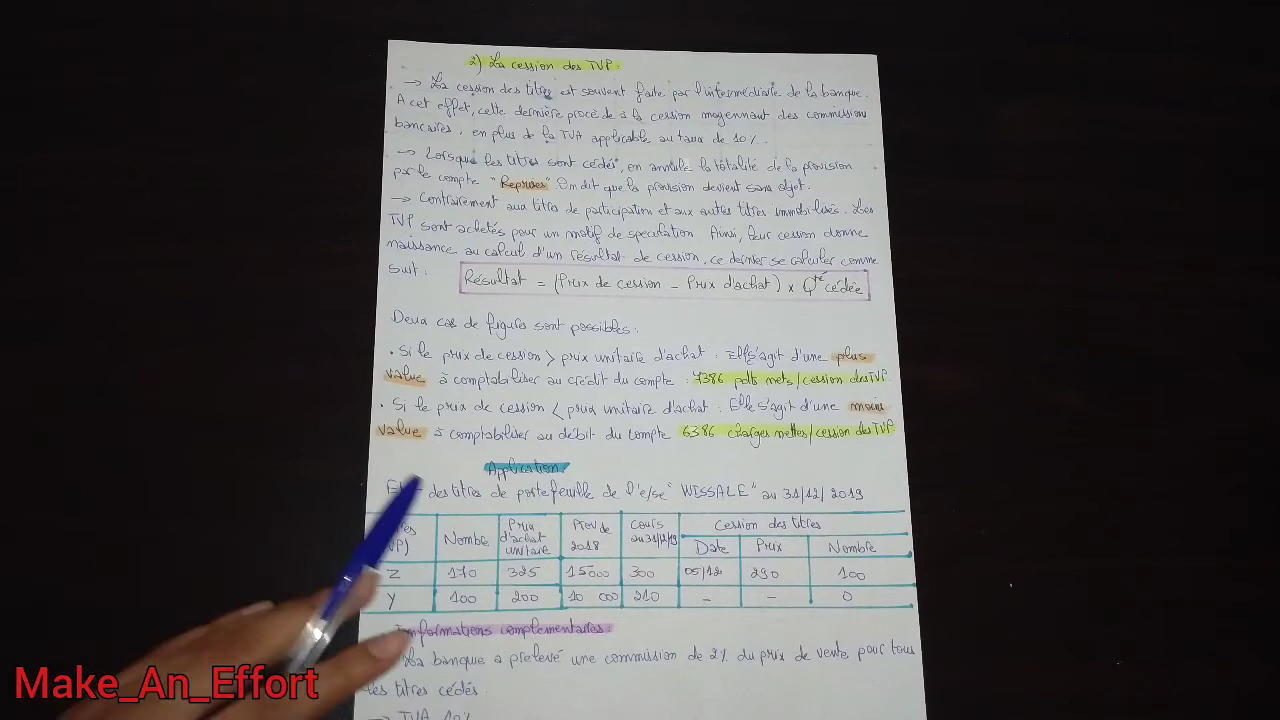 2) La cession des TVP:
→ La cession des titres est souvent faite par l'intermédiaire de la banque.
A cet effet, cette dernière procède à la cession moyennant des commission
bancaires, en plus de la TVA applicable au taux de 10%.
→ Lorsque les titres sont cédés, en annule la totalité de la provision
par le compte "Reprises". On dit que la provision devient sans objet.
→ Contrairement aux titres de participation et aux autres titres immobilisés. Les
TVP sont achetés pour un motif de speculation Ainsi, leur cession donne
naissance au calcul d'un résultat de cession, ce dernier se calculer comme
suit:
Résultat = (Prix de cession - Prix d'achat) x Qté cédée
Deux cas de figures sont possibles:
• Si le prix de cession > prix unitaire d'achat: Elle s'agit d'une plus
value à comptabiliser au crédit du compte: 7386 pdts nets/cession des TVP
• Si le prix de cession < prix unitaire d'achat: Elle s'agit d'une moins
value à comptabiliser au débit du compte 6386 charges nettes/cession des TVP
Application
des titres de portefeuille de l'e/se "WISSALE" au 31/12/2019
Nombre Prix d'achat unitaire Prov de 2018 Cours au 31/12/19 Cession des titres
Date Prix Nombre
Z 170 325 15000 300 05/12 290 100
Y 100 200 10 000 210 - - 0
Informations complémentaires:
La banque a prélevé une commission de 2% du prix de vente pour tous
les titres cédés.
→ TVA 10%
Make_An_Effort